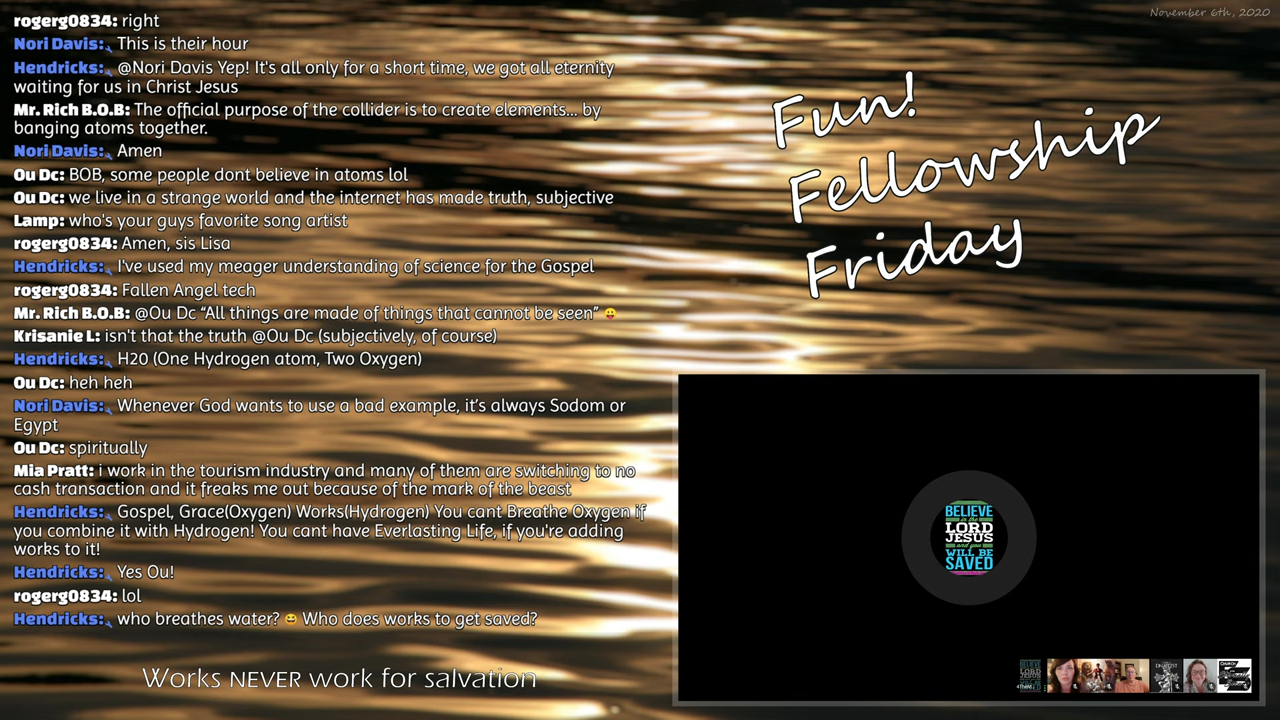 rogerg0834: right
Nori Davis: This is their hour
Hendricks: @Nori Davis Yep! It's all only for a short time, we got all eternity
waiting for us in Christ Jesus
Mr. Rich B.O.B: The official purpose of the collider is to create elements... by
banging atoms together.
Nori Davis: Amen
Ou Dc: BOB, some people dont believe in atoms lol
Ou Dc: we live in a strange world and the internet has made truth, subjective
Lamp: who's your guys favorite song artist
rogerg0834: Amen, sis Lisa
Hendricks: I've used my meager understanding of science for the Gospel
rogerg0834: Fallen Angel tech
Mr. Rich B.O.B: @Ou Dc “All things are made of things that cannot be seen” 😛
Krisanie L: isn't that the truth @Ou Dc (subjectively, of course)
Hendricks: H20 (One Hydrogen atom, Two Oxygen)
Ou Dc: heh heh
Nori Davis: Whenever God wants to use a bad example, it’s always Sodom or
Egypt
Ou Dc: spiritually
Mia Pratt: i work in the tourism industry and many of them are switching to no
cash transaction and it freaks me out because of the mark of the beast
Hendricks: Gospel, Grace(Oxygen) Works(Hydrogen) You cant Breathe Oxygen if
you combine it with Hydrogen! You cant have Everlasting Life, if you're adding
works to it!
Hendricks: Yes Ou!
rogerg0834: lol
Hendricks: who breathes water? 😄 Who does works to get saved?
Works NEVER work for salvation
November 6th, 2020
Fun!
Fellowship
Friday
BELIEVE
in the
LORD
JESUS
and you
WILL BE
SAVED